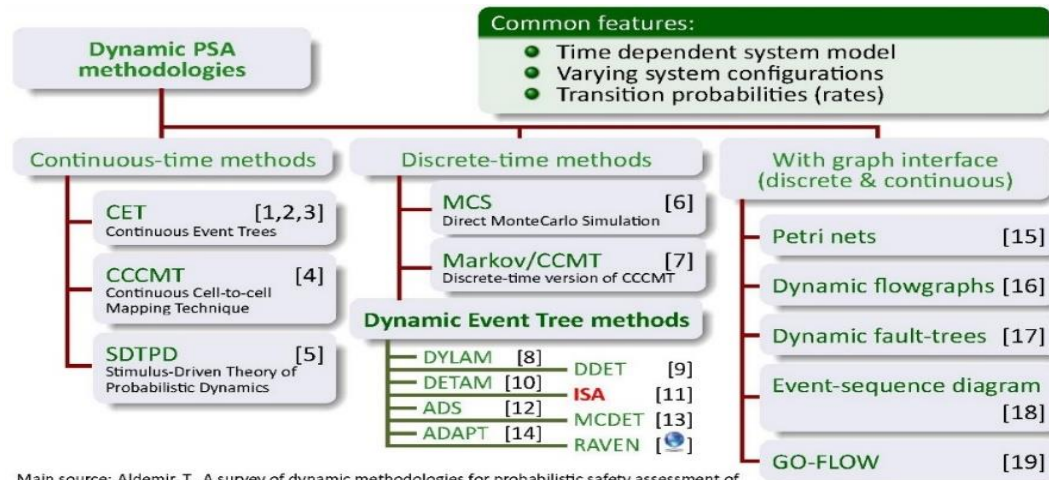 Common features:
Time dependent system model
Varying system configurations
Transition probabilities (rates)
Dynamic PSA
methodologies
Continuous-time methods
CET [1,2,3]
Continuous Event Trees
CCCMT [4]
Continuous Cell-to-cell
Mapping Technique
SDTPD [5]
Stimulus-Driven Theory of
Probabilistic Dynamics
Discrete-time methods
MCS [6]
Direct MonteCarlo Simulation
Markov/CCMT [7]
Discrete-time version of CCCMT
Dynamic Event Tree methods
DYLAM [8]
DDET [9]
DETAM [10]
ISA [11]
ADS [12]
MCDET [13]
ADAPT [14]
RAVEN [ ]
With graph interface
(discrete & continuous)
Petri nets [15]
Dynamic flowgraphs [16]
Dynamic fault-trees [17]
Event-sequence diagram
[18]
GO-FLOW [19]
Main source: Aldemir, T., A survey of dynamic methodologies for probabilistic safety assessment of